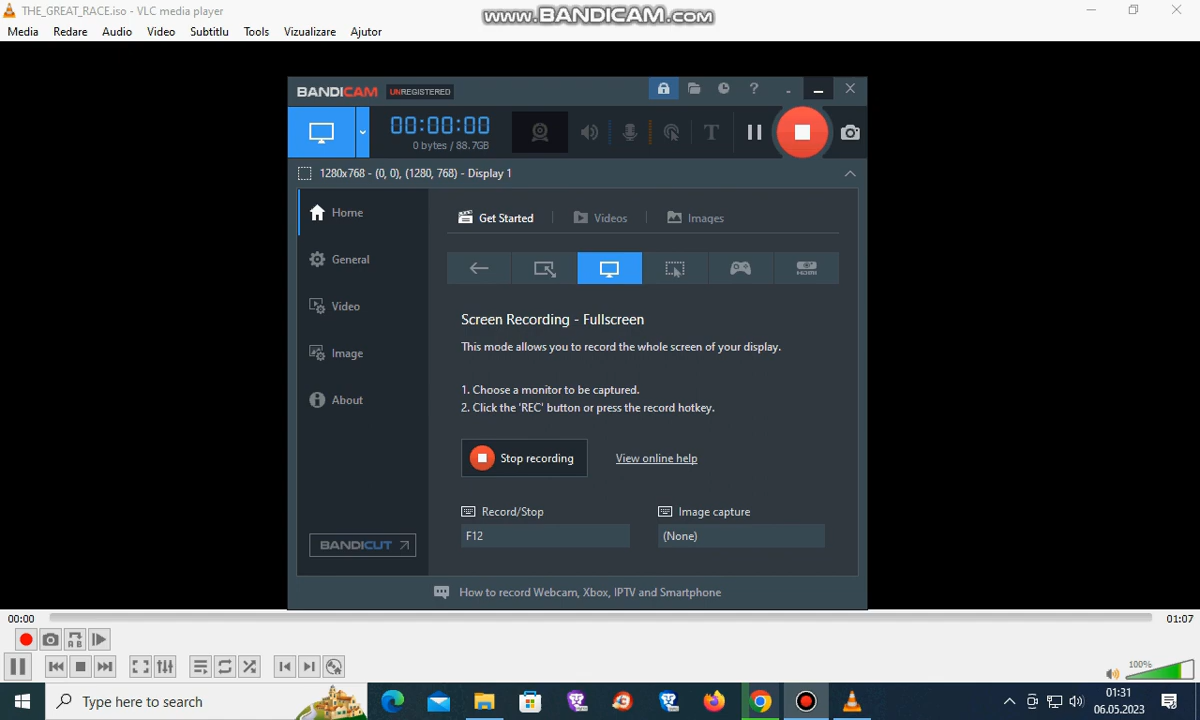 THE_GREAT_RACE.iso - VLC media player
www.BANDICAM.com
Media Redare Audio Video Subtitlu Tools Vizualizare Ajutor
BANDICAM UNREGISTERED
00:00:00
0 bytes / 88.7GB
1280x768 - (0, 0), (1280, 768) - Display 1
Home
General
Video
Image
About
BANDICUT
Get Started Videos Images
HDMI
Screen Recording - Fullscreen
This mode allows you to record the whole screen of your display.
1. Choose a monitor to be captured.
2. Click the 'REC' button or press the record hotkey.
Stop recording View online help
Record/Stop Image capture
F12 (None)
How to record Webcam, Xbox, IPTV and Smartphone
00:00 01:07
100%
Type here to search
01:31
06.05.2023